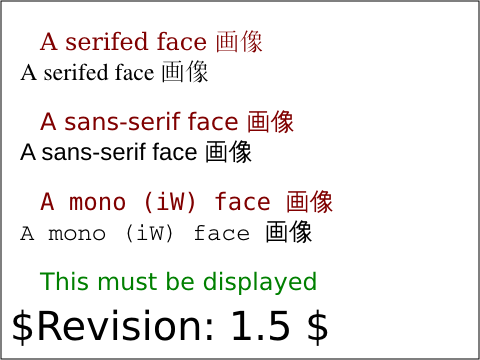 A serifed face 画像
A serifed face 画像
A sans-serif face 画像
A sans-serif face 画像
A mono (iW) face 画像
A mono (iW) face 画像
This must be displayed
$Revision: 1.5 $